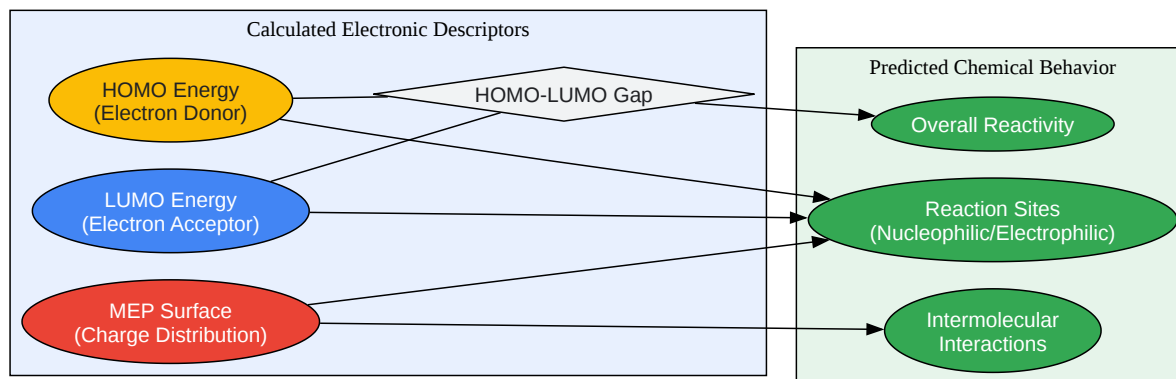 Calculated Electronic Descriptors
HOMO Energy
(Electron Donor)
HOMO-LUMO Gap
LUMO Energy
(Electron Acceptor)
MEP Surface
(Charge Distribution)
Predicted Chemical Behavior
Overall Reactivity
Reaction Sites
(Nucleophilic/Electrophilic)
Intermolecular
Interactions